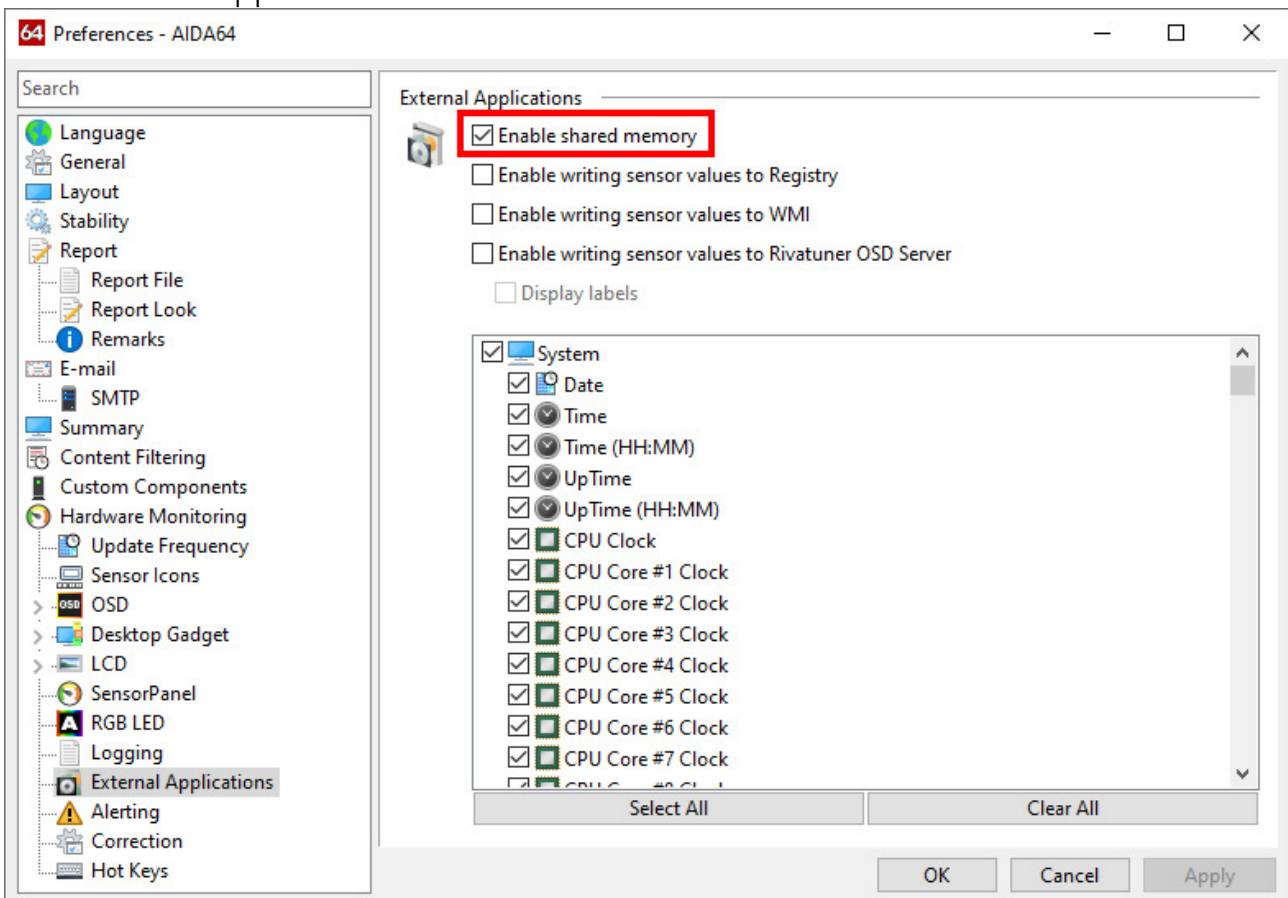 64 Preferences - AIDA64
Search
Language
General
Layout
Stability
Report
Report File
Report Look
Remarks
E-mail
SMTP
Summary
Content Filtering
Custom Components
Hardware Monitoring
Update Frequency
Sensor Icons
OSD OSD
Desktop Gadget
LCD
SensorPanel
A RGB LED
Logging
External Applications
Alerting
Correction
Hot Keys
External Applications
Enable shared memory
Enable writing sensor values to Registry
Enable writing sensor values to WMI
Enable writing sensor values to Rivatuner OSD Server
Display labels
System
Date
Time
Time (HH:MM)
UpTime
UpTime (HH:MM)
CPU Clock
CPU Core #1 Clock
CPU Core #2 Clock
CPU Core #3 Clock
CPU Core #4 Clock
CPU Core #5 Clock
CPU Core #6 Clock
CPU Core #7 Clock
Select All
Clear All
OK
Cancel
Apply